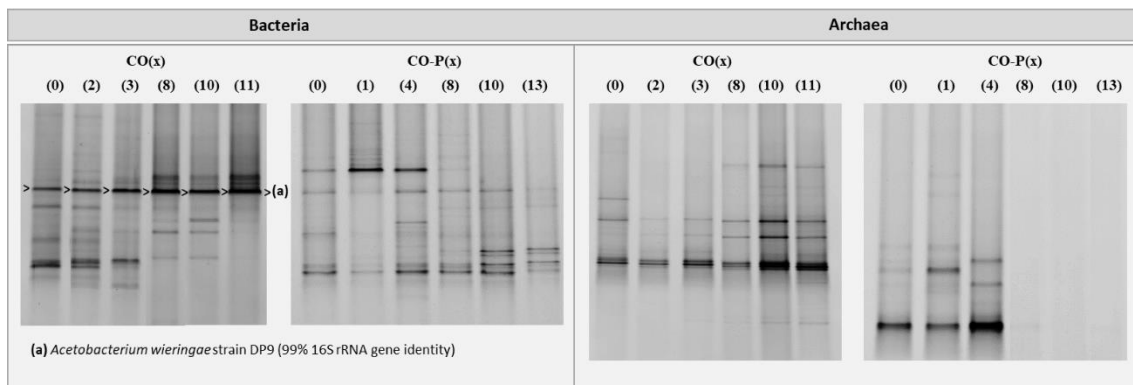 Bacteria Archaea
CO(x) CO-P(x) CO(x) CO-P(x)
(0) (2) (3) (8) (10) (11) (0) (1) (4) (8) (10) (13) (0) (2) (3) (8) (10) (11) (0) (1) (4) (8) (10) (13)
> > > > > > > (a)
(a) Acetobacterium wieringae strain DP9 (99% 16S rRNA gene identity)